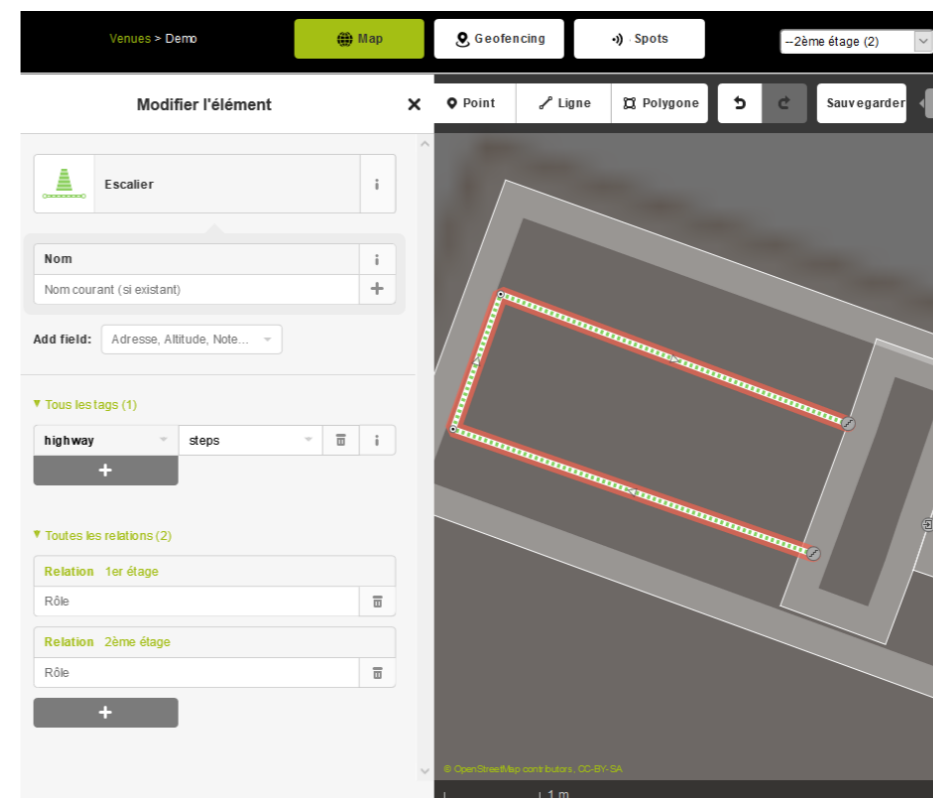 Venues > Demo
Map
Geofencing
Spots
--2ème étage (2)
Modifier l'élément
Point
Ligne
Polygone
Sauvegarder
Escalier
i
Nom
i
Nom courant (si existant)
Add field:
Adresse, Altitude, Note...
Tous les tags (1)
highway
steps
i
Toutes les relations (2)
Relation 1er étage
Rôle
Relation 2ème étage
Rôle
© OpenStreetMap contributors, CC-BY-SA
1 m